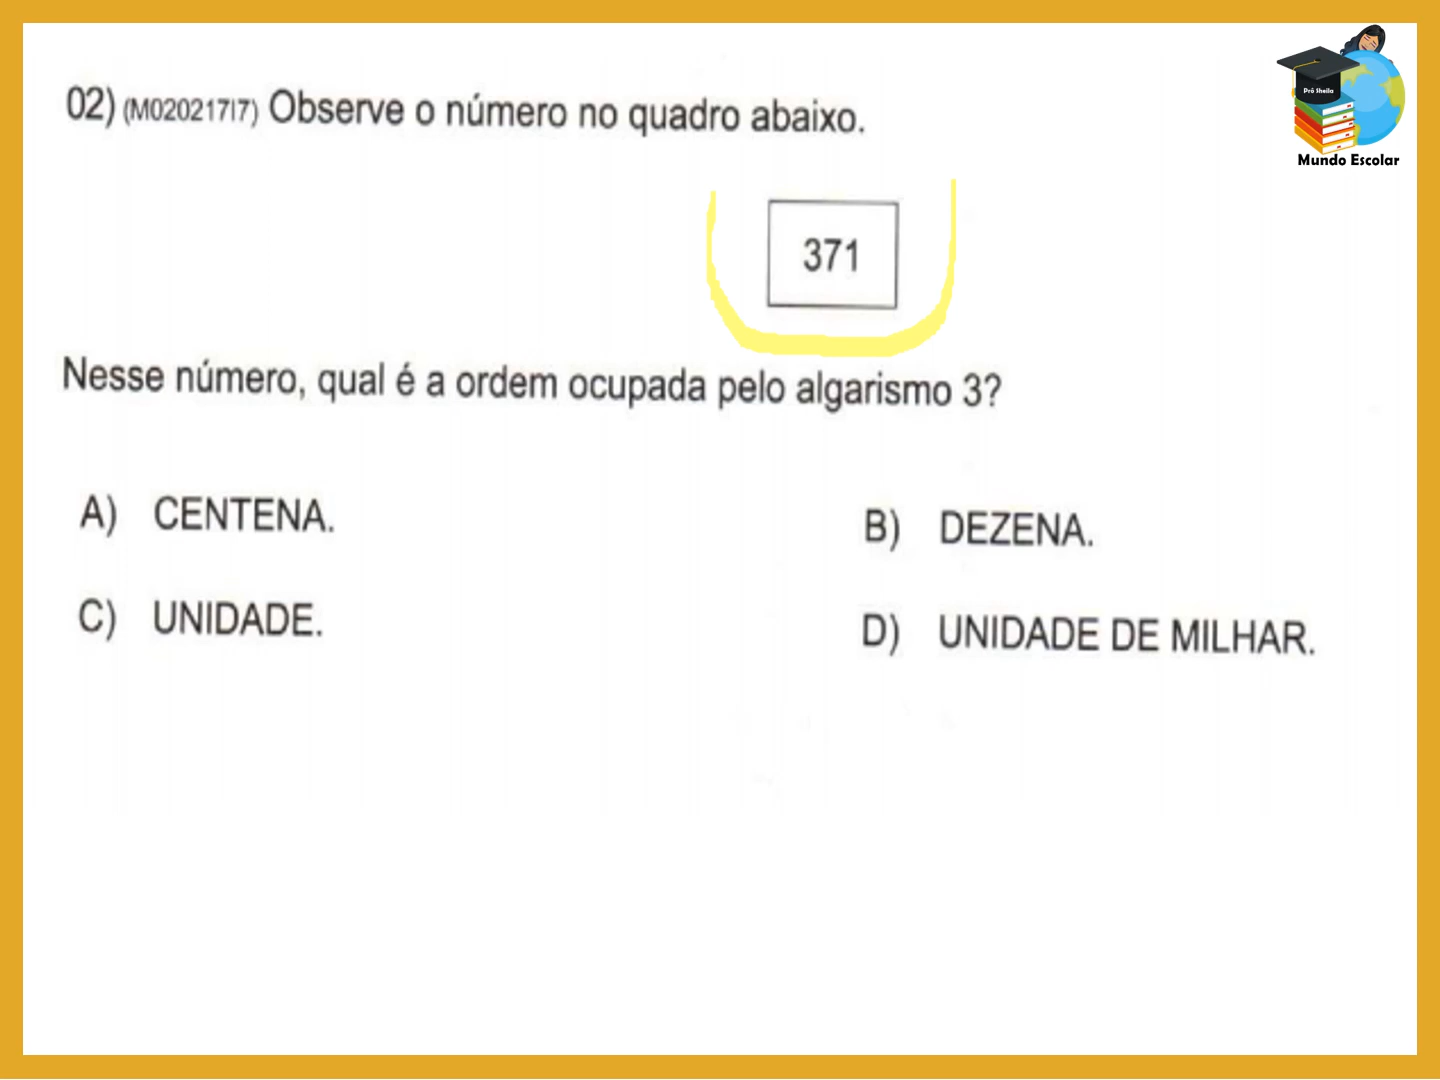 Pró Sheila
Mundo Escolar
02) (M020217I7) Observe o número no quadro abaixo.
371
Nesse número, qual é a ordem ocupada pelo algarismo 3?
A) CENTENA.
B) DEZENA.
C) UNIDADE.
D) UNIDADE DE MILHAR.